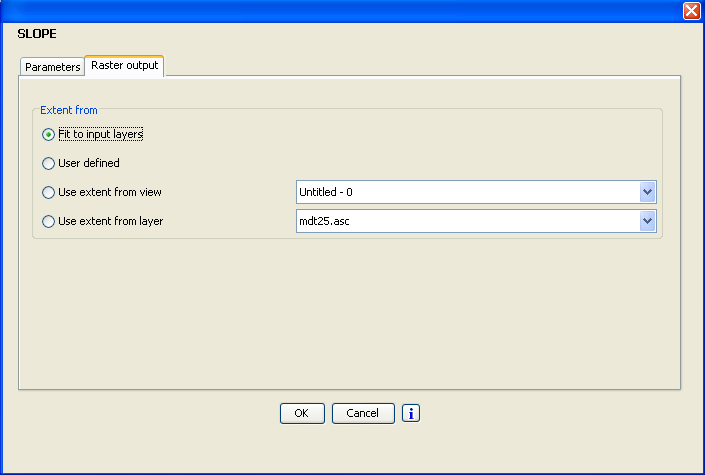 SLOPE
Parameters Raster output
Extent from
Fit to input layers
User defined
Use extent from view Untitled - 0
Use extent from layer mdt25.asc
OK Cancel i